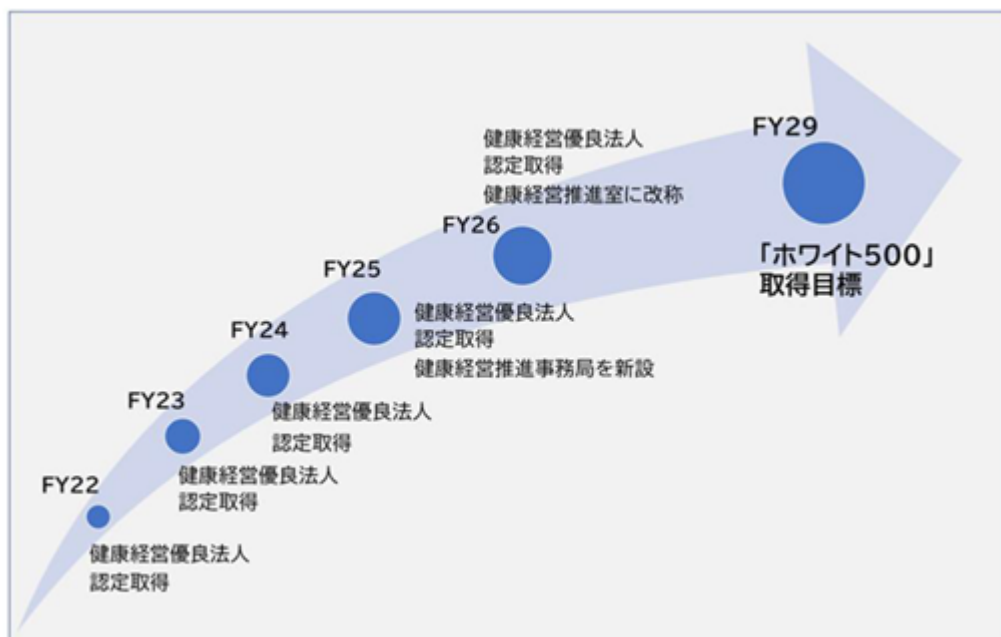 FY22
健康経営優良法人
認定取得
FY23
健康経営優良法人
認定取得
FY24
健康経営優良法人
認定取得
FY25
健康経営優良法人
認定取得
健康経営推進事務局を新設
FY26
健康経営優良法人
認定取得
健康経営推進室に改称
FY29
「ホワイト500」
取得目標